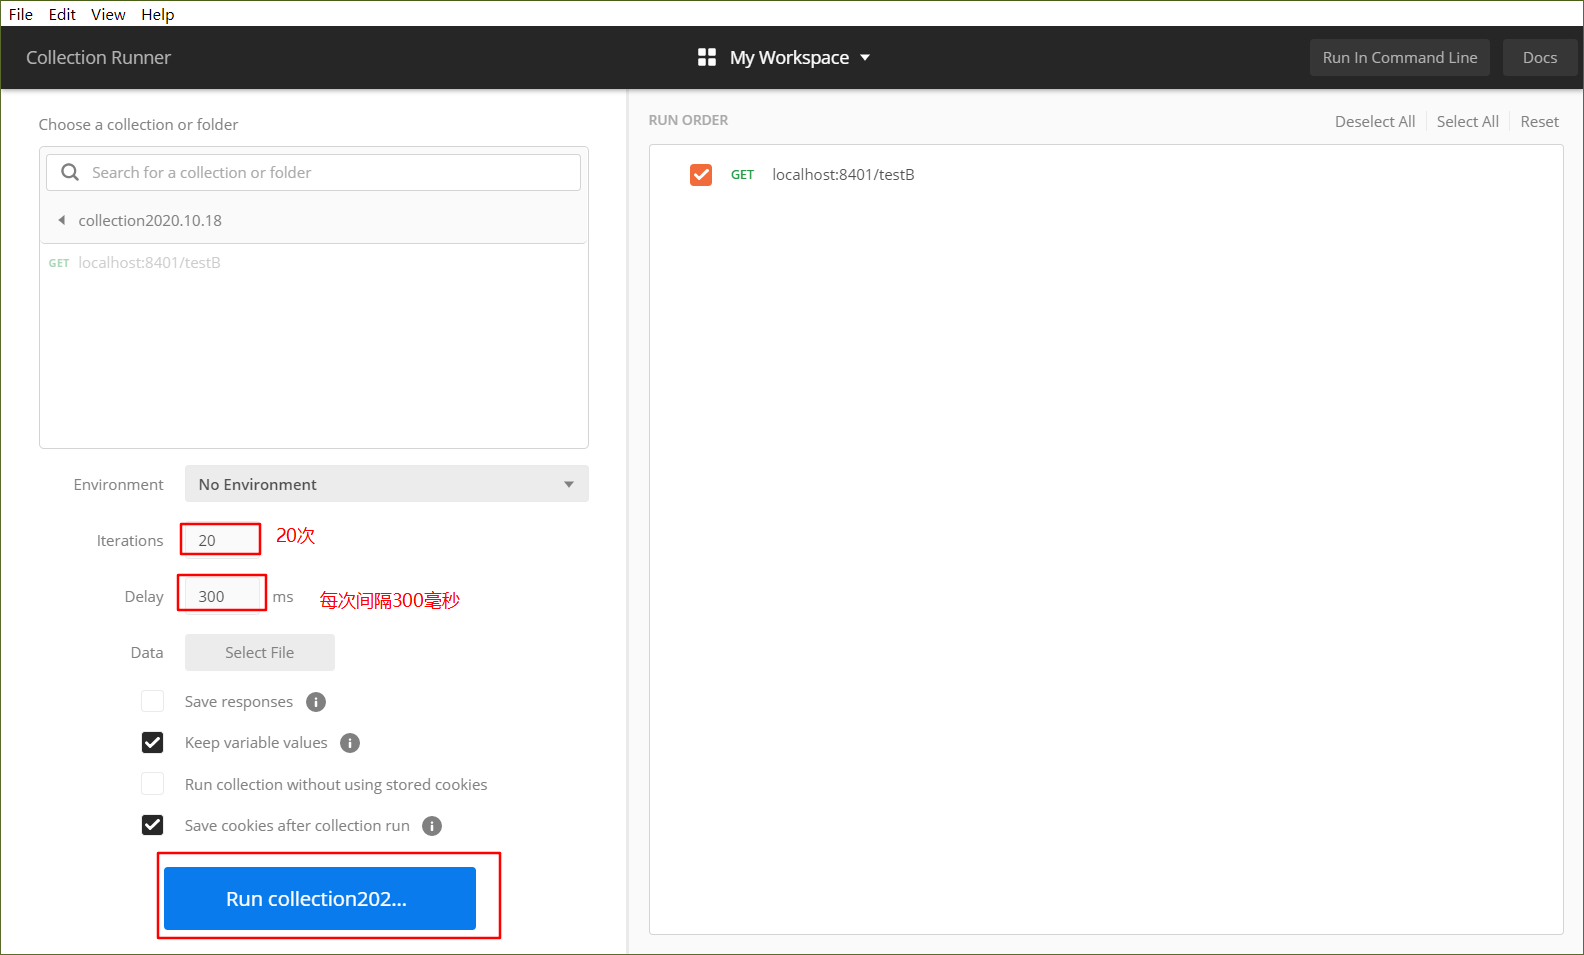 File Edit View Help
Collection Runner
My Workspace
Run In Command Line
Docs
Choose a collection or folder
Search for a collection or folder
collection2020.10.18
GET localhost:8401/testB
Environment No Environment
Iterations 20 20次
Delay 300 ms 每次间隔300毫秒
Data Select File
Save responses
Keep variable values
Run collection without using stored cookies
Save cookies after collection run
Run collection202...
RUN ORDER
Deselect All Select All Reset
GET localhost:8401/testB